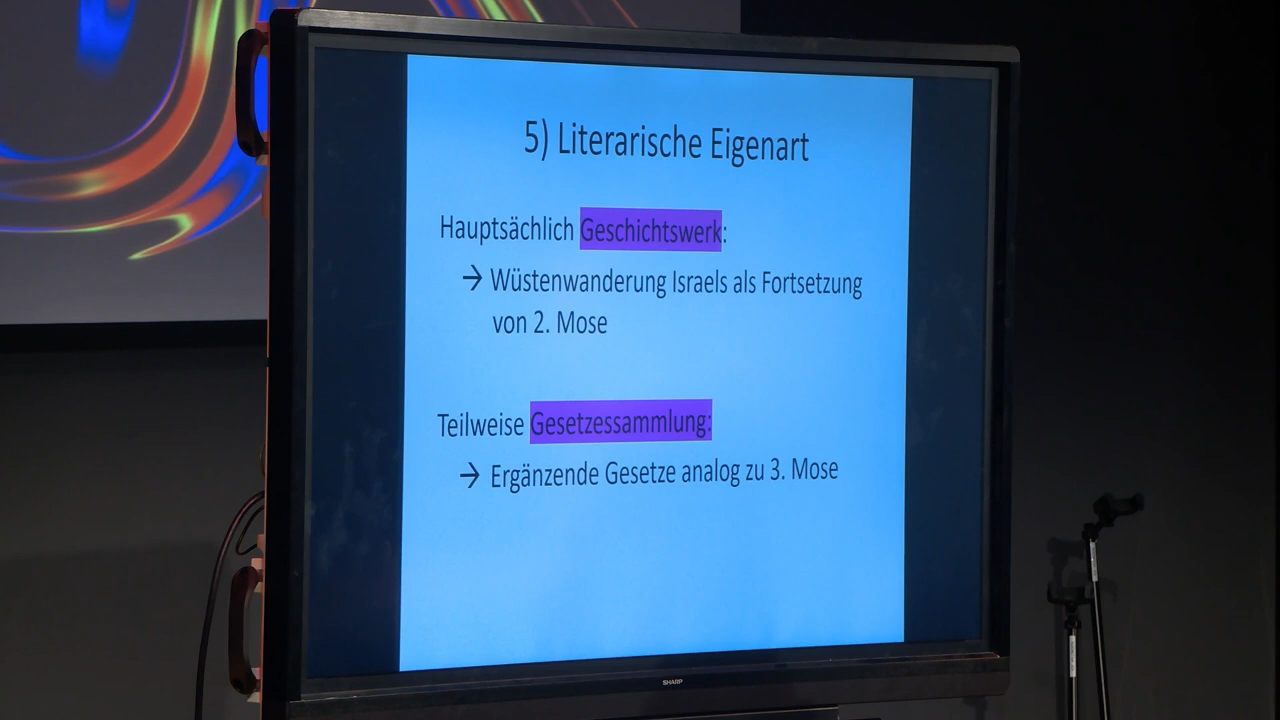 5) Literarische Eigenart
Hauptsächlich Geschichtswerk:
→ Wüstenwanderung Israels als Fortsetzung
von 2. Mose
Teilweise Gesetzessammlung:
→ Ergänzende Gesetze analog zu 3. Mose
SHARP